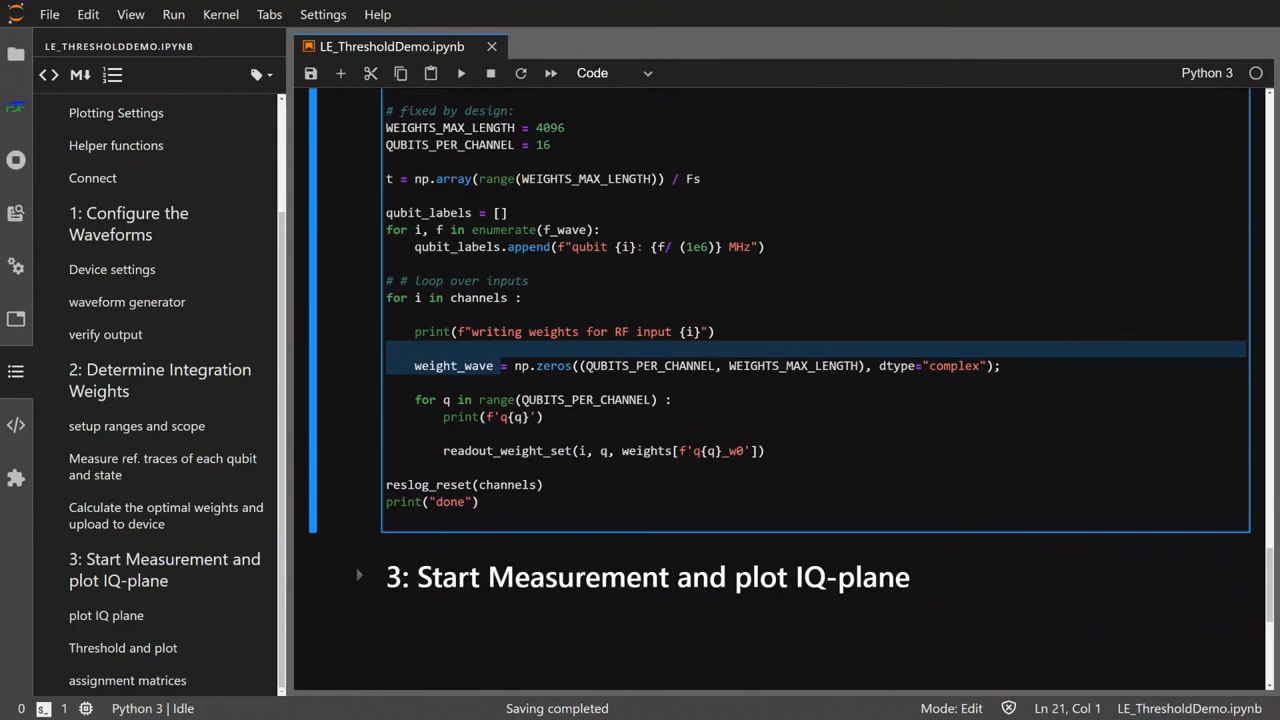 File Edit View Run Kernel Tabs Settings Help
LE_THRESHOLDDEMO.IPYNB
Plotting Settings
Helper functions
Connect
1: Configure the
Waveforms
Device settings
waveform generator
verify output
2: Determine Integration
Weights
setup ranges and scope
Measure ref. traces of each qubit
and state
Calculate the optimal weights and
upload to device
3: Start Measurement and
plot IQ-plane
plot IQ plane
Threshold and plot
assignment matrices
LE_ThresholdDemo.ipynb
Code
Python 3
# fixed by design:
WEIGHTS_MAX_LENGTH = 4096
QUBITS_PER_CHANNEL = 16
t = np.array(range(WEIGHTS_MAX_LENGTH)) / Fs
qubit_labels = []
for i, f in enumerate(f_wave):
qubit_labels.append(f"qubit {i}: {f/ (1e6)} MHz")
# # loop over inputs
for i in channels :
print(f"writing weights for RF input {i}")
weight_wave = np.zeros((QUBITS_PER_CHANNEL, WEIGHTS_MAX_LENGTH), dtype="complex");
for q in range(QUBITS_PER_CHANNEL) :
print(f'q{q}')
readout_weight_set(i, q, weights[f'q{q}_w0'])
reslog_reset(channels)
print("done")
3: Start Measurement and plot IQ-plane
0 $_ 1 Python 3 | Idle Saving completed Mode: Edit Ln 21, Col 1 LE_ThresholdDemo.ipynb